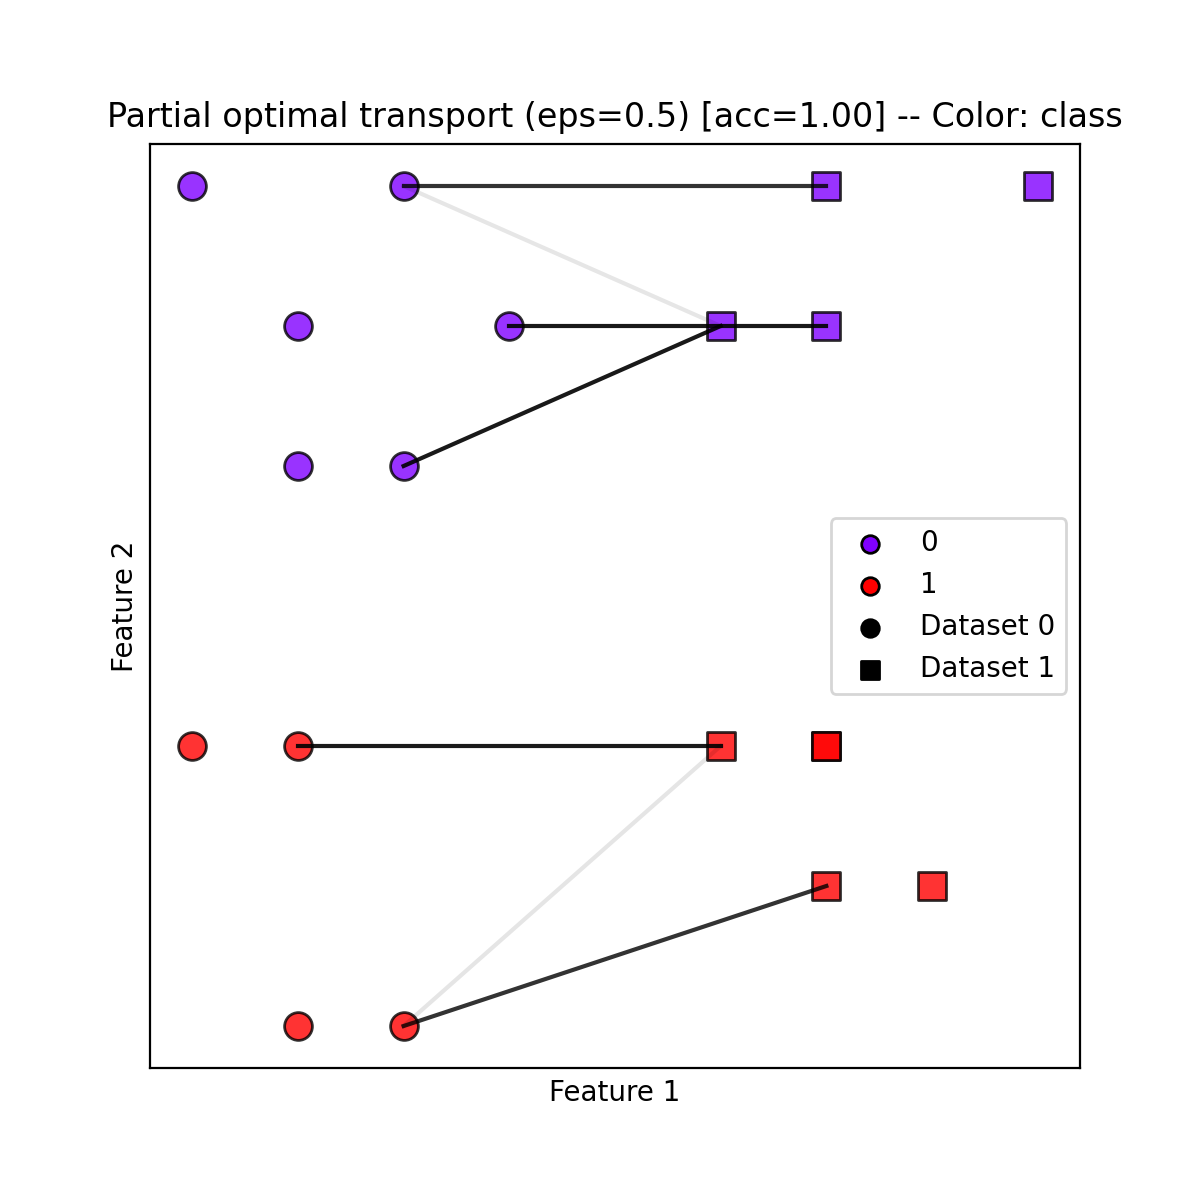 Partial optimal transport (eps=0.5) [acc=1.00] -- Color: class
Feature 2
0
1
Dataset 0
Dataset 1
Feature 1